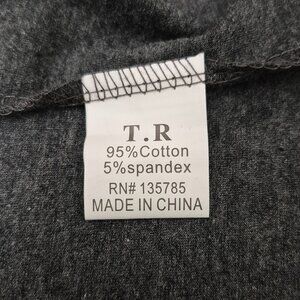 T.R
95%Cotton
5%spandex
RN# 135785
MADE IN CHINA